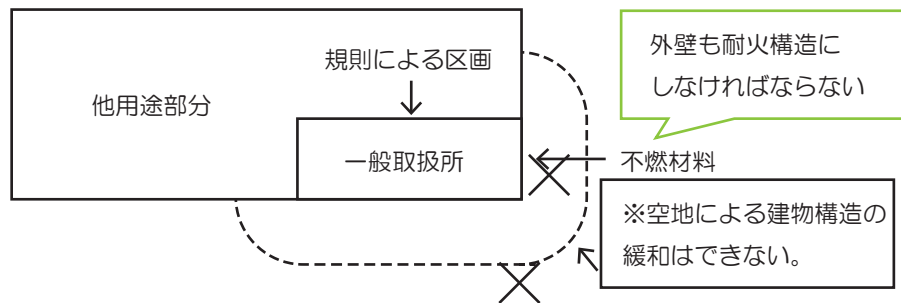 規則による区画
他用途部分
一般取扱所
外壁も耐火構造に
しなければならない
不燃材料
※空地による建物構造の
緩和はできない。